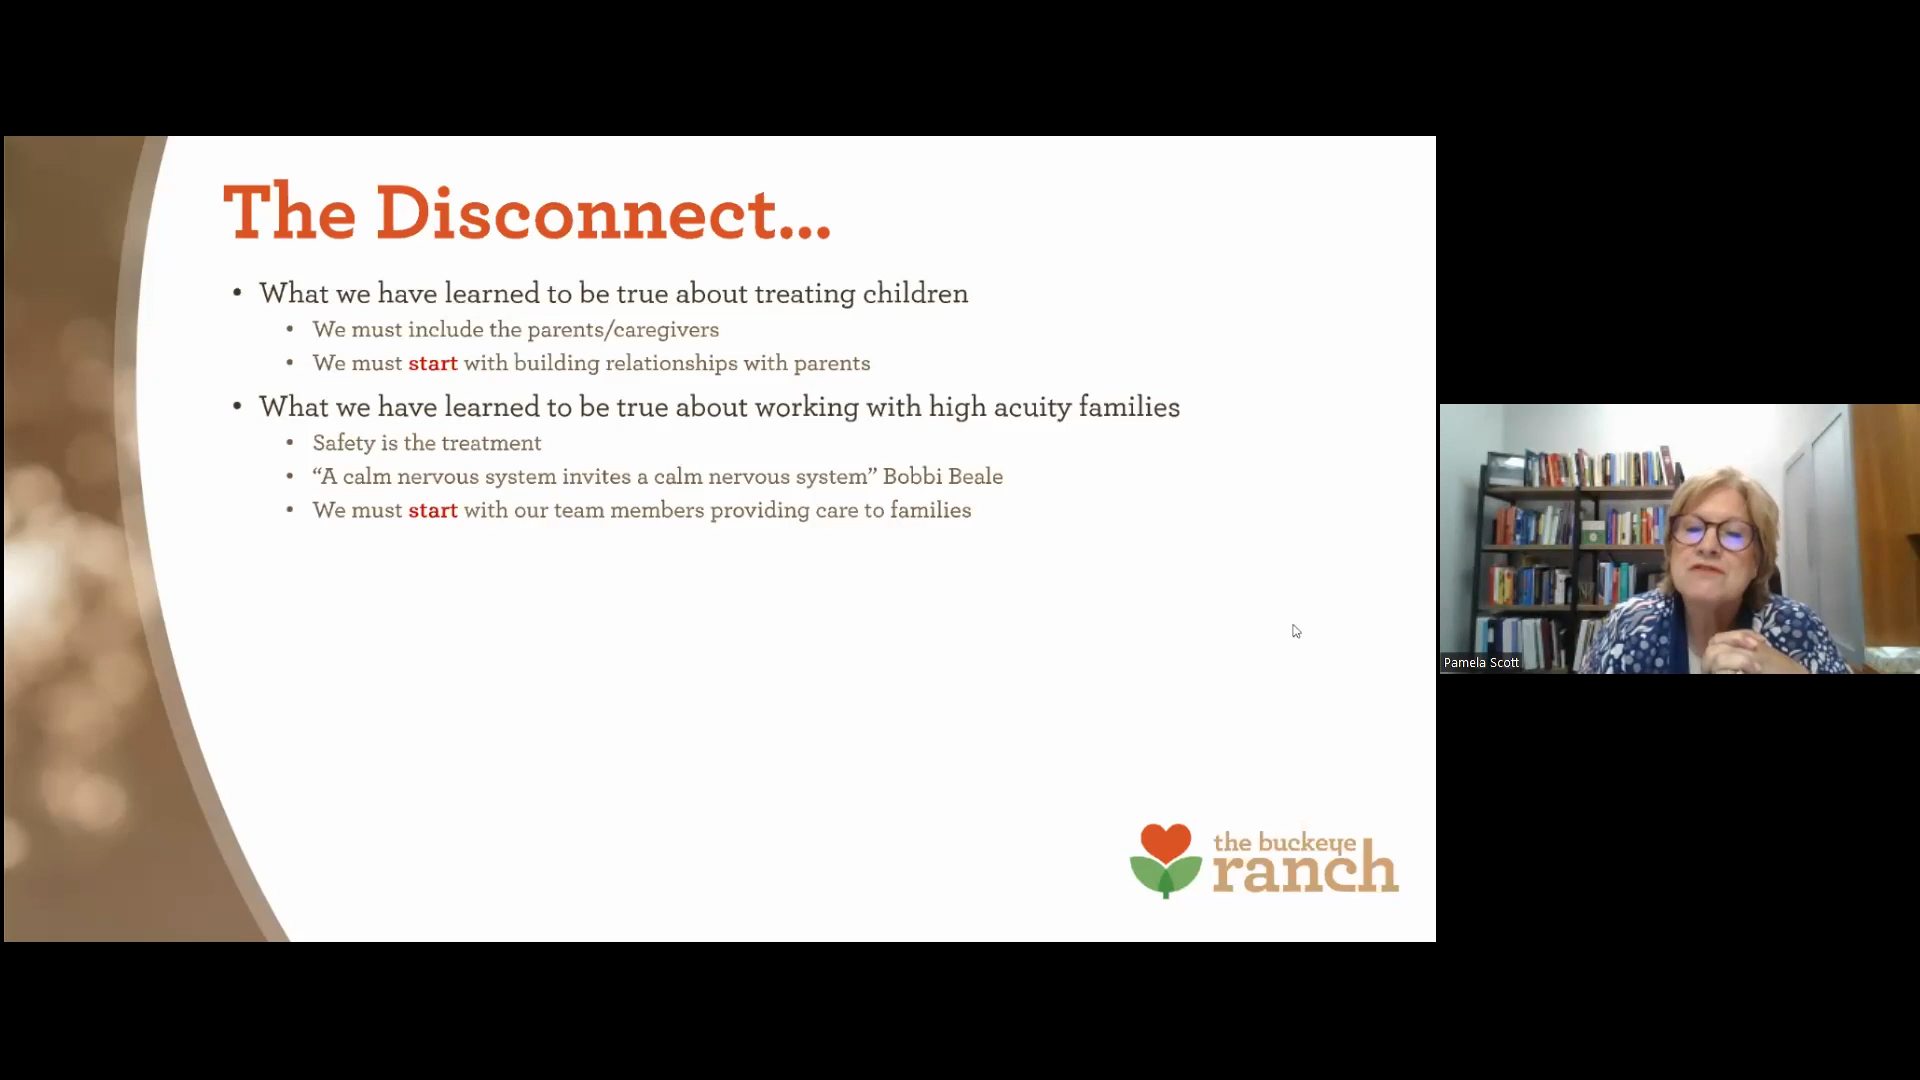 The Disconnect...
• What we have learned to be true about treating children
• We must include the parents/caregivers
• We must start with building relationships with parents
• What we have learned to be true about working with high acuity families
• Safety is the treatment
• “A calm nervous system invites a calm nervous system” Bobbi Beale
• We must start with our team members providing care to families
the buckeye
ranch
Pamela Scott